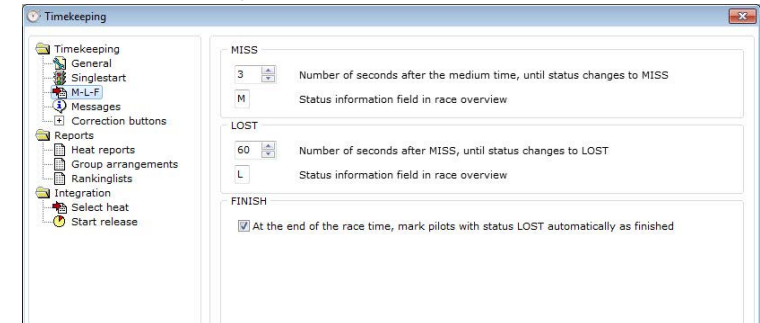 Timekeeping
Timekeeping
General
Singlestart
M-L-F
Messages
Correction buttons
Reports
Heat reports
Group arrangements
Rankinglists
Integration
Select heat
Start release
MISS
3 Number of seconds after the medium time, until status changes to MISS
M Status information field in race overview
LOST
60 Number of seconds after MISS, until status changes to LOST
L Status information field in race overview
FINISH
At the end of the race time, mark pilots with status LOST automatically as finished